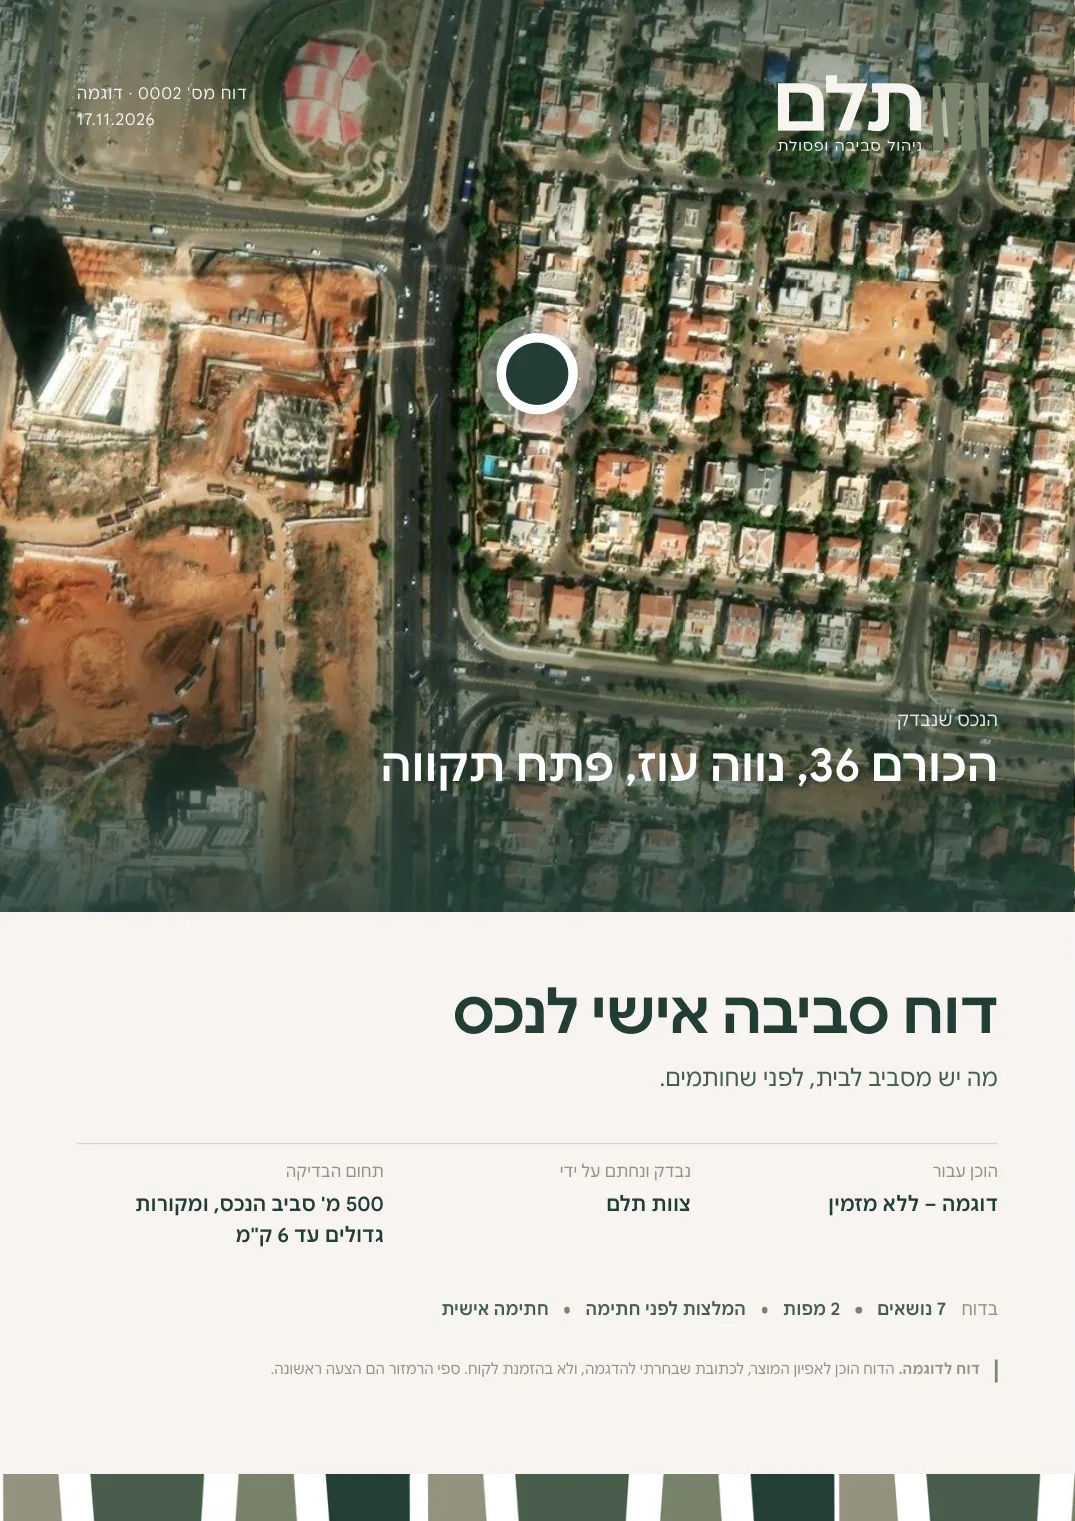 תלם
ניהול סביבה ופסולת
דוח מס' 0002 · דוגמה
17.11.2026
הנכס שנבדק
הכורם 36, נווה עוז, פתח תקווה
דוח סביבה אישי לנכס
מה יש מסביב לבית, לפני שחותמים.
הוכן עבור
דוגמה – ללא מזמין
נבדק ונחתם על ידי
צוות תלם
תחום הבדיקה
500 מ' סביב הנכס, ומקורות
גדולים עד 6 ק"מ
בדוח 7 נושאים • 2 מפות • המלצות לפני חתימה • חתימה אישית
דוח לדוגמה. הדוח הוכן לאפיון המוצר, לכתובת שבחרתי להדגמה, ולא בהזמנת לקוח. ספי הרמזור הם הצעה ראשונה.